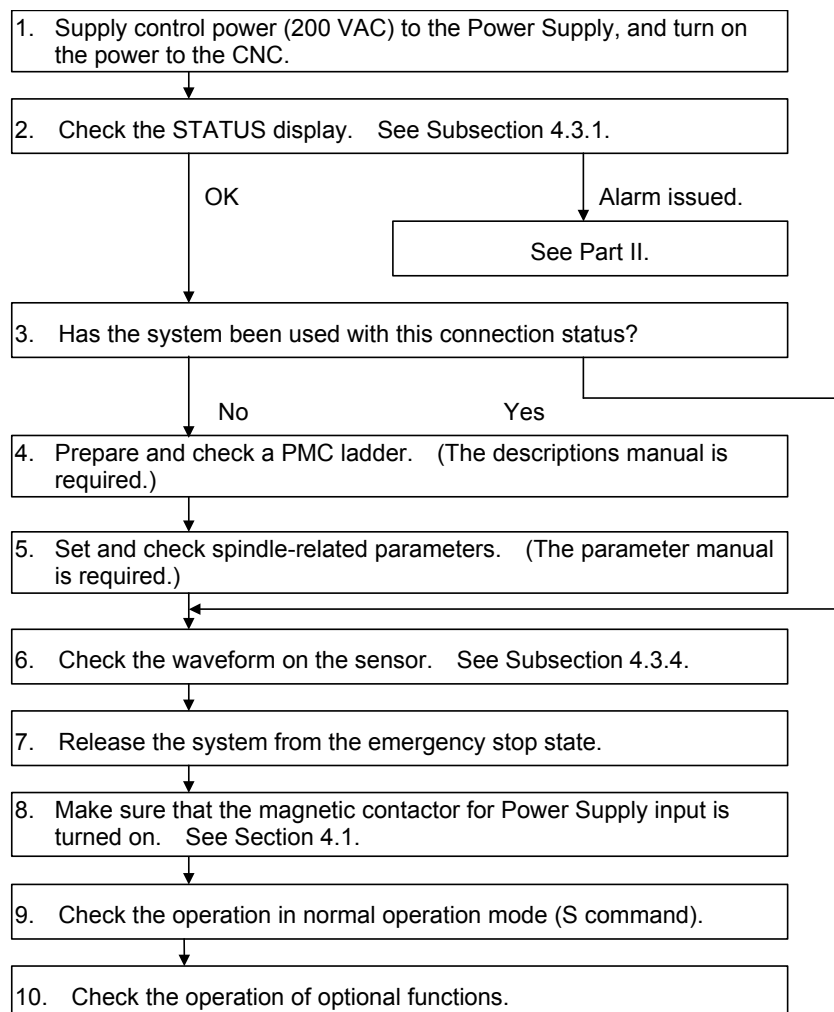 1. Supply control power (200 VAC) to the Power Supply, and turn on
the power to the CNC.
2. Check the STATUS display. See Subsection 4.3.1.
OK
Alarm issued.
See Part II.
3. Has the system been used with this connection status?
No
Yes
4. Prepare and check a PMC ladder. (The descriptions manual is
required.)
5. Set and check spindle-related parameters. (The parameter manual
is required.)
6. Check the waveform on the sensor. See Subsection 4.3.4.
7. Release the system from the emergency stop state.
8. Make sure that the magnetic contactor for Power Supply input is
turned on. See Section 4.1.
9. Check the operation in normal operation mode (S command).
10. Check the operation of optional functions.